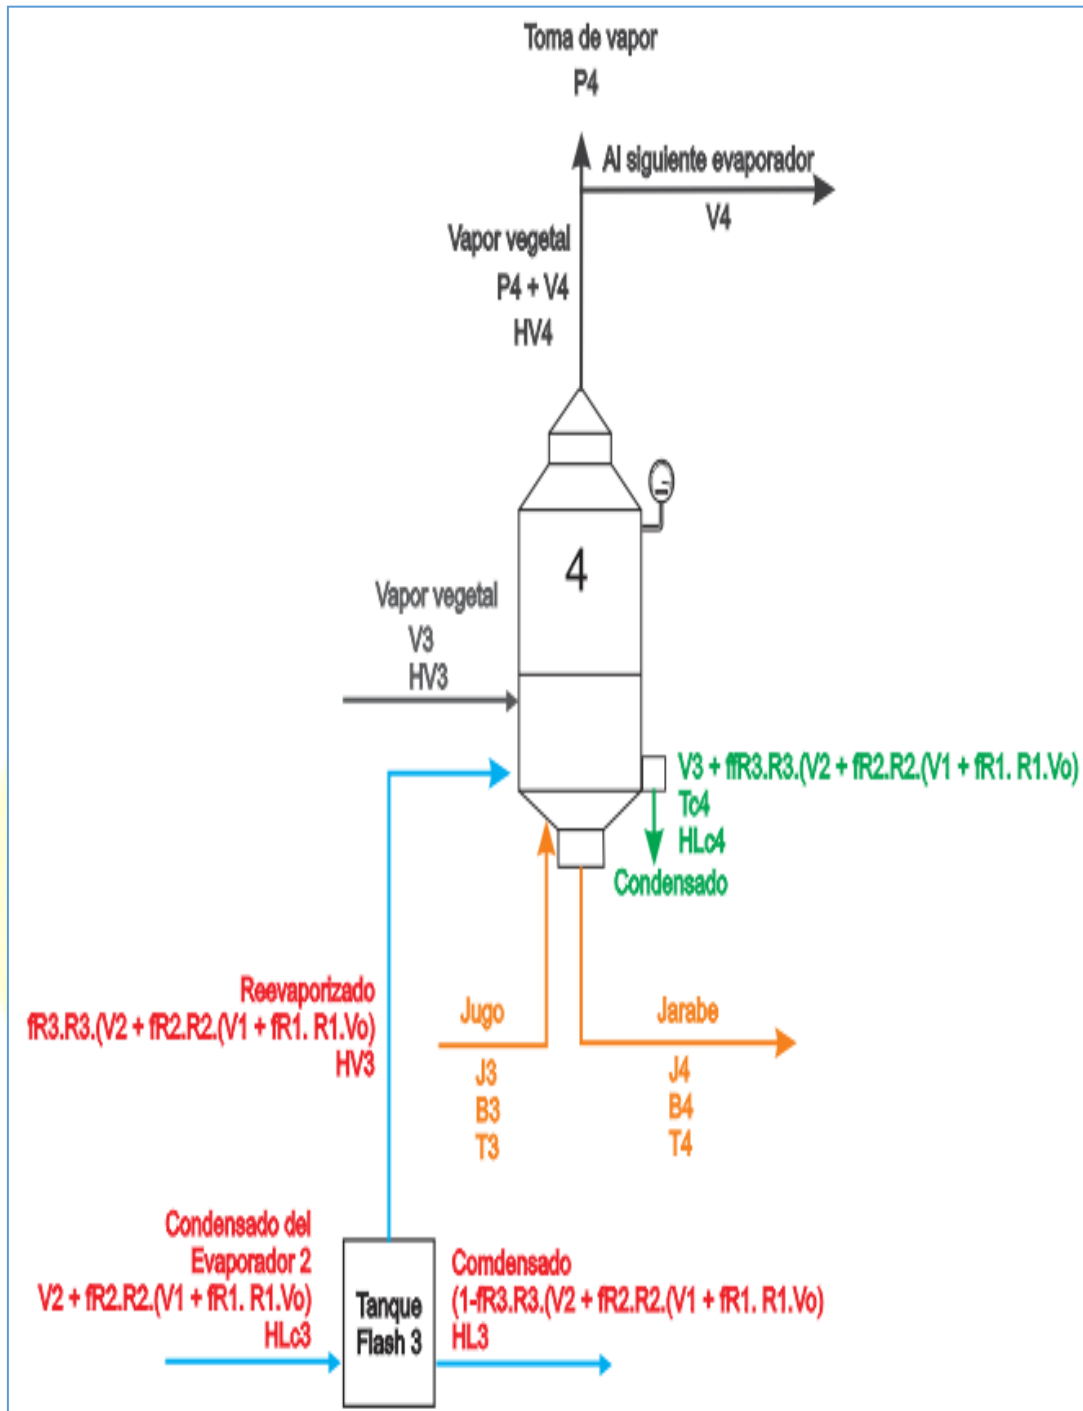 Toma de vapor
P4
Al siguiente evaporador
V4
Vapor vegetal
P4 + V4
HV4
4
Vapor vegetal
V3
HV3
V3 + ffR3.R3.(V2 + fR2.R2.(V1 + fR1. R1.Vo)
Tc4
HLc4
Condensado
Reevaporizado
fR3.R3.(V2 + fR2.R2.(V1 + fR1. R1.Vo)
HV3
Jugo
J3
B3
T3
Jarabe
J4
B4
T4
Condensado del
Evaporador 2
V2 + fR2.R2.(V1 + fR1. R1.Vo)
HLc3
Tanque
Flash 3
Comdensado
(1-fR3.R3.(V2 + fR2.R2.(V1 + fR1. R1.Vo)
HL3